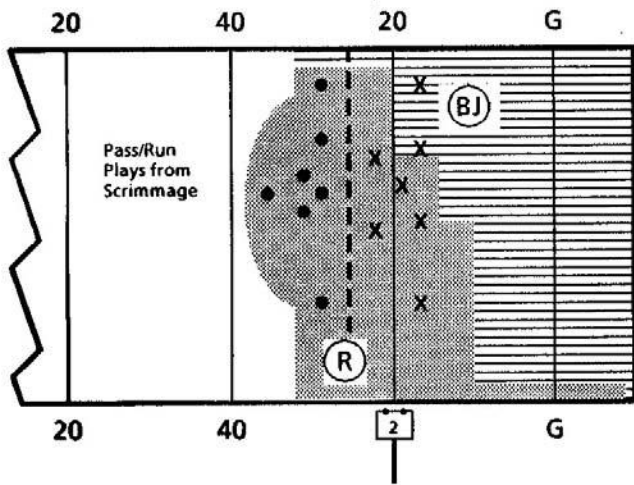 20 40 20 G
BJ
Pass/Run
Plays from
Scrimmage
X X X X X X X
R
20 40 2 G